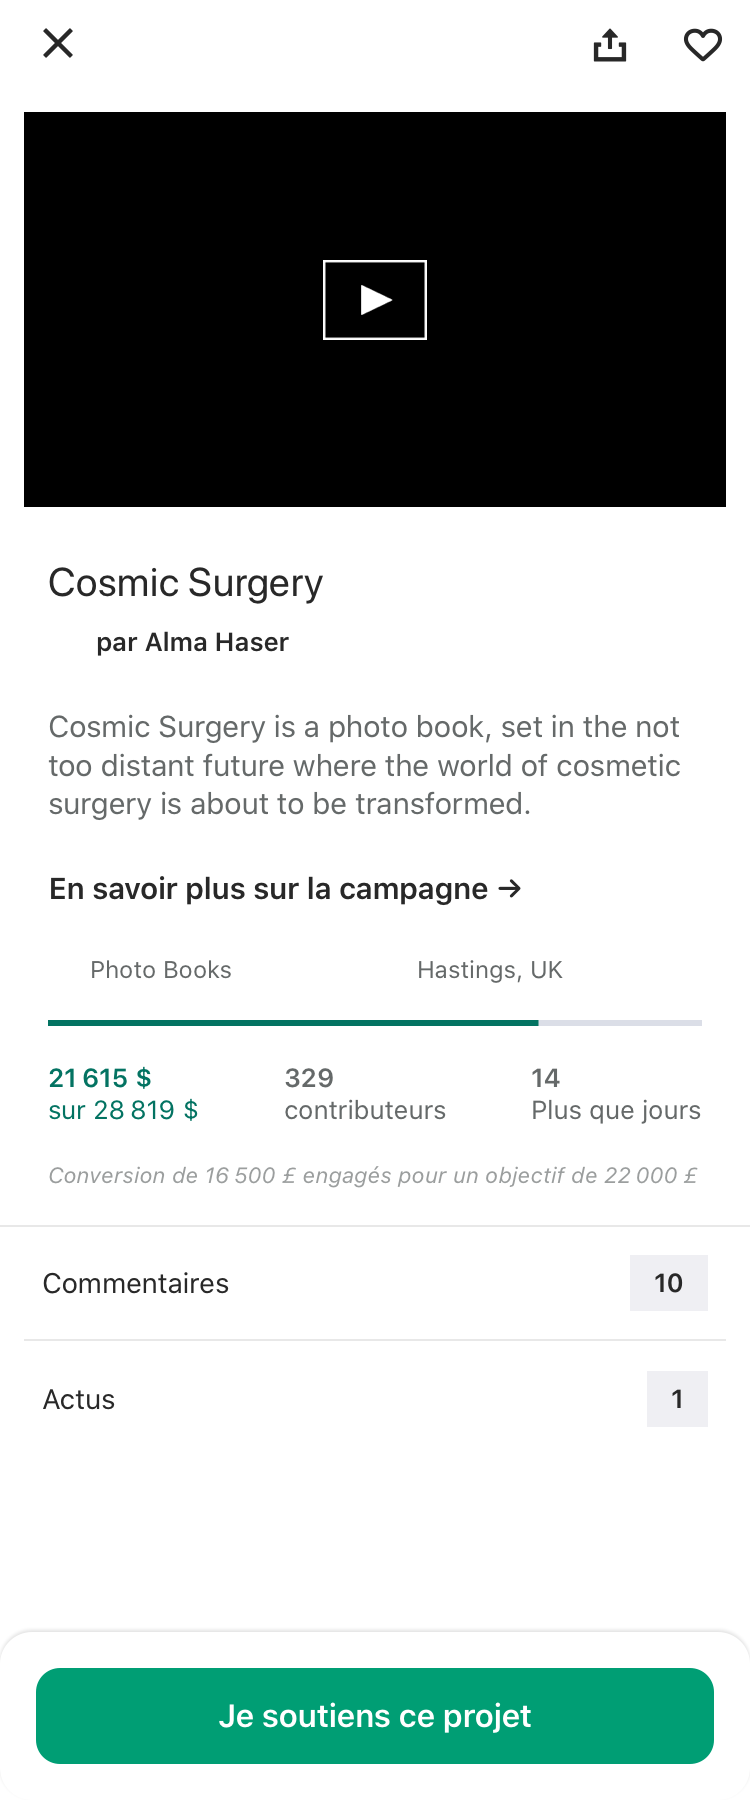 Cosmic Surgery
par Alma Haser
Cosmic Surgery is a photo book, set in the not
too distant future where the world of cosmetic
surgery is about to be transformed.
En savoir plus sur la campagne →
Photo Books
Hastings, UK
21 615 $
sur 28 819 $
329
contributeurs
14
Plus que jours
Conversion de 16 500 £ engagés pour un objectif de 22 000 £
Commentaires
10
Actus
1
Je soutiens ce projet